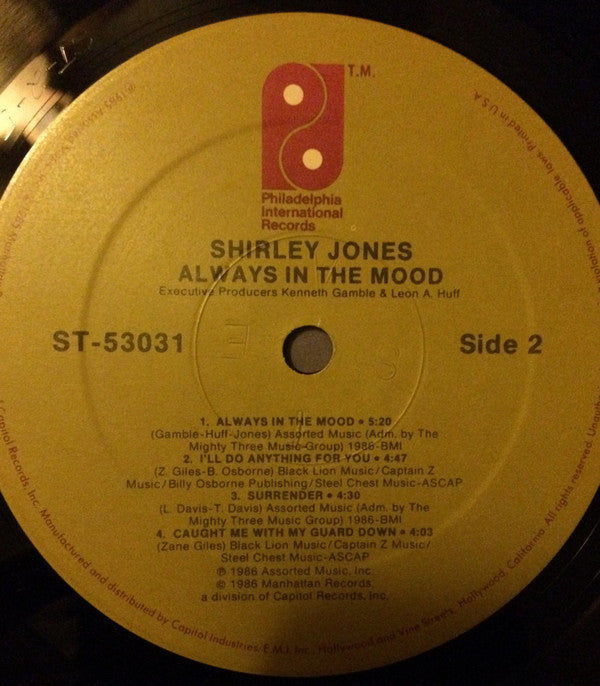 T.M.
Philadelphia
International
Records
SHIRLEY JONES
ALWAYS IN THE MOOD
Executive Producers Kenneth Gamble & Leon A. Huff
ST-53031
Side 2
1. ALWAYS IN THE MOOD • 5:20
(Gamble-Huff-Jones) Assorted Music (Adm. by The
Mighty Three Music Group) 1986-BMI
2. I'LL DO ANYTHING FOR YOU • 4:47
(Z. Giles-B. Osborne) Black Lion Music/Captain Z
Music/Billy Osborne Publishing/Steel Chest Music-ASCAP
3. SURRENDER • 4:30
(L. Davis-T. Davis) Assorted Music (Adm. by The
Mighty Three Music Group) 1986-BMI
4. CAUGHT ME WITH MY GUARD DOWN • 4:03
(Zane Giles) Black Lion Music/Captain Z Music/
Steel Chest Music-ASCAP
℗ 1986 Assorted Music, Inc.
© 1986 Manhattan Records,
a division of Capitol Records, Inc.
Capitol Records, Inc. Manufactured and distributed by Capitol Industries-E.M.I. Inc., Hollywood and Vine Streets, Hollywood, California. All rights reserved.
of applicable laws. Printed in U.S.A.